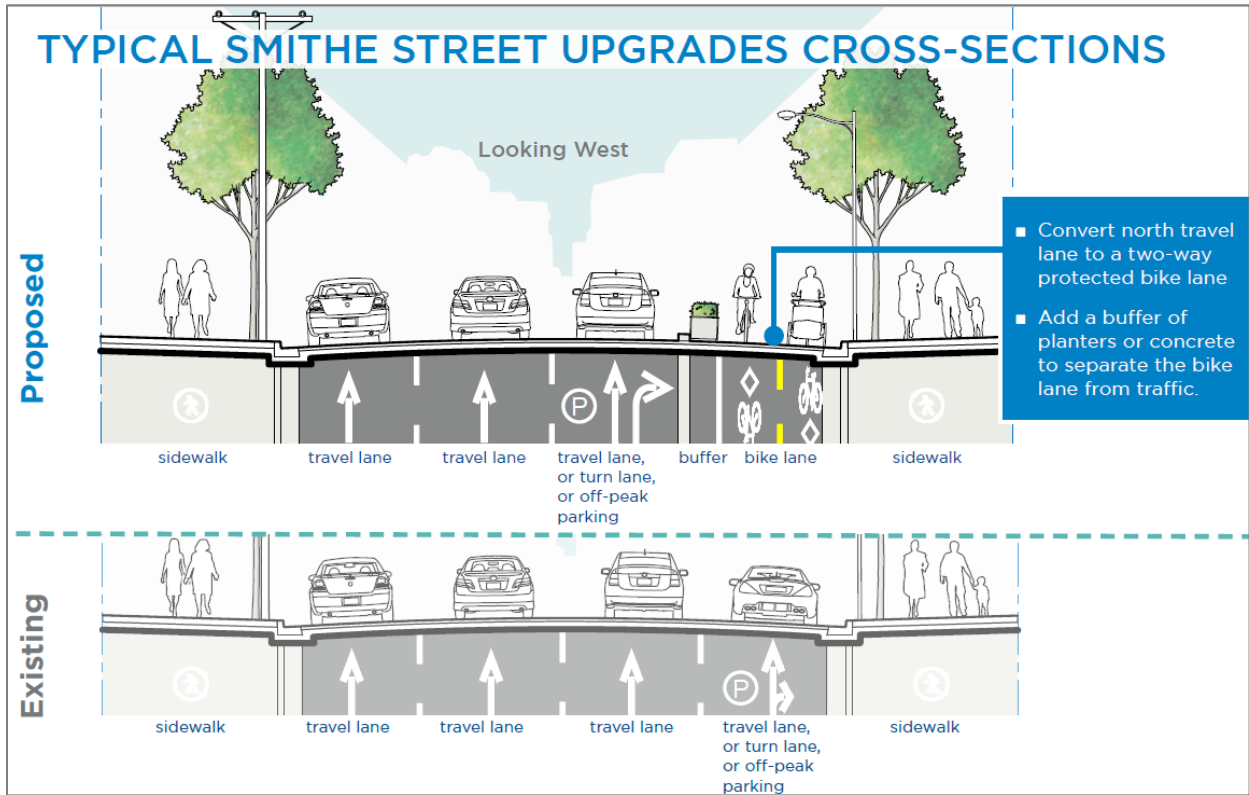 TYPICAL SMITHE STREET UPGRADES CROSS-SECTIONS
Looking West
Proposed
■ Convert north travel
lane to a two-way
protected bike lane
■ Add a buffer of
planters or concrete
to separate the bike
lane from traffic.
P
sidewalk
travel lane
travel lane
travel lane,
or turn lane,
or off-peak
parking
buffer
bike lane
sidewalk
Existing
P
sidewalk
travel lane
travel lane
travel lane
travel lane,
or turn lane,
or off-peak
parking
sidewalk